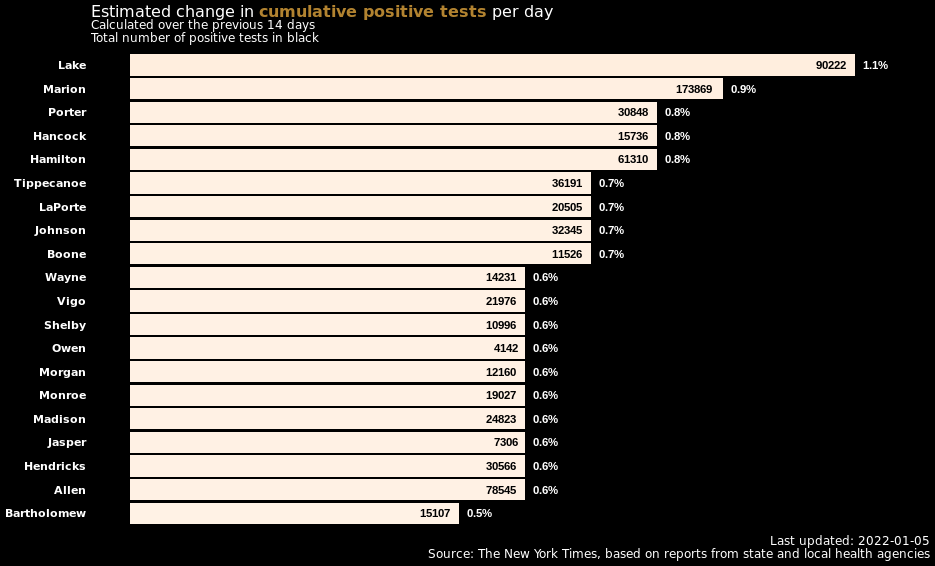 Estimated change in cumulative positive tests per day
Calculated over the previous 14 days
Total number of positive tests in black
Lake 90222 1.1%
Marion 173869 0.9%
Porter 30848 0.8%
Hancock 15736 0.8%
Hamilton 61310 0.8%
Tippecanoe 36191 0.7%
LaPorte 20505 0.7%
Johnson 32345 0.7%
Boone 11526 0.7%
Wayne 14231 0.6%
Vigo 21976 0.6%
Shelby 10996 0.6%
Owen 4142 0.6%
Morgan 12160 0.6%
Monroe 19027 0.6%
Madison 24823 0.6%
Jasper 7306 0.6%
Hendricks 30566 0.6%
Allen 78545 0.6%
Bartholomew 15107 0.5%
Last updated: 2022-01-05
Source: The New York Times, based on reports from state and local health agencies